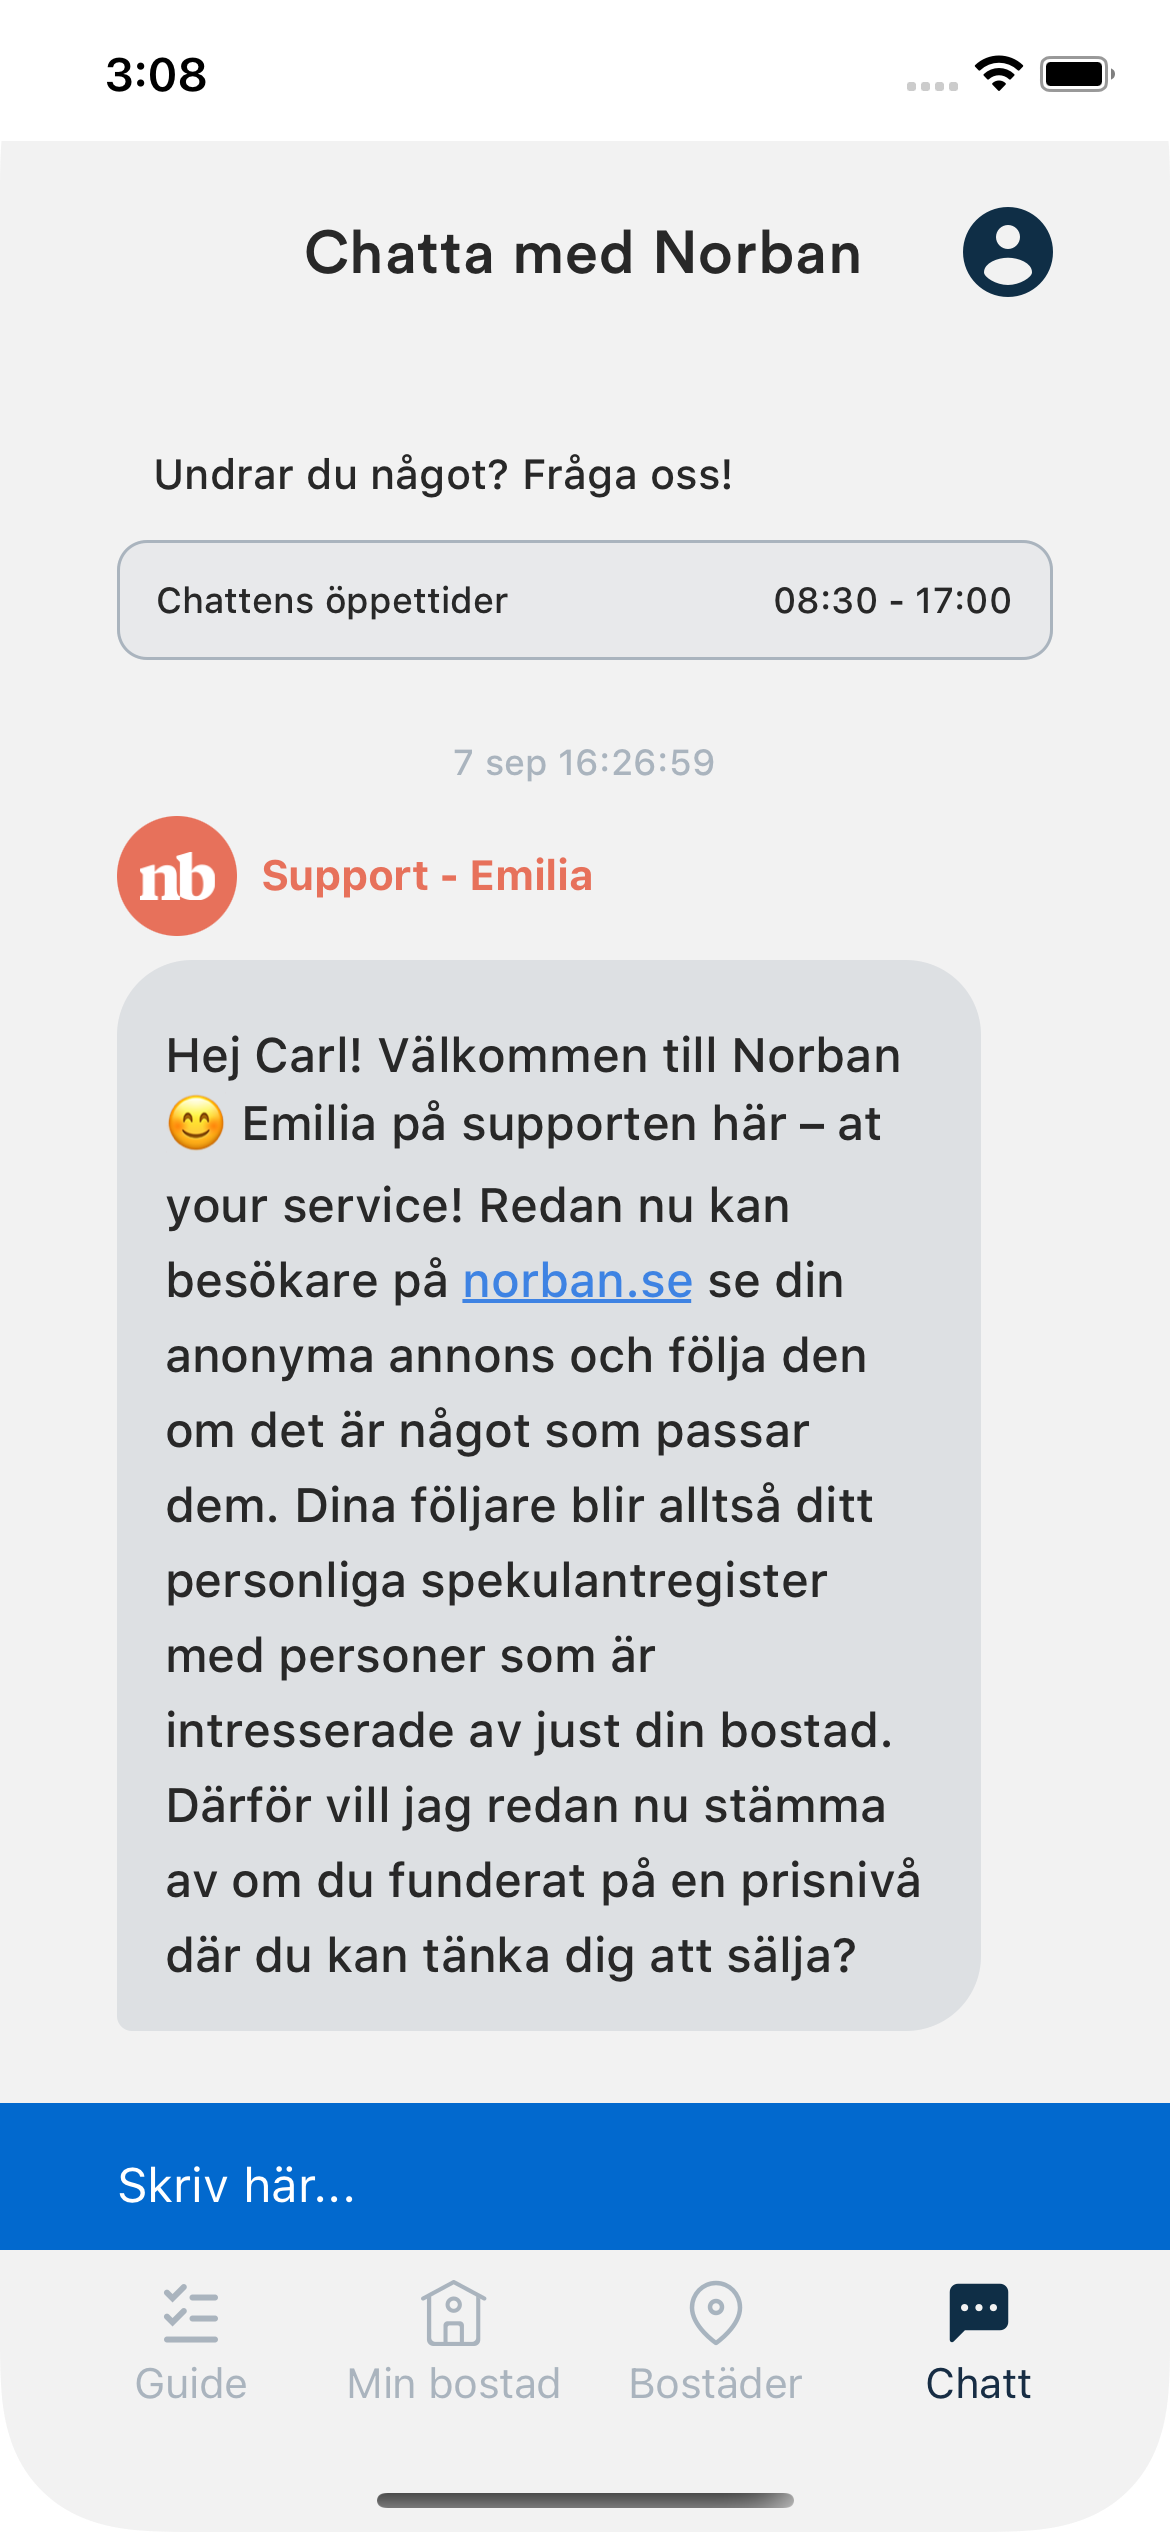 3:08
Chatta med Norban
Undrar du något? Fråga oss!
Chattens öppettider 08:30 - 17:00
7 sep 16:26:59
nb
Support - Emilia
Hej Carl! Välkommen till Norban
😊 Emilia på supporten här – at
your service! Redan nu kan
besökare på norban.se se din
anonyma annons och följa den
om det är något som passar
dem. Dina följare blir alltså ditt
personliga spekulantregister
med personer som är
intresserade av just din bostad.
Därför vill jag redan nu stämma
av om du funderat på en prisnivå
där du kan tänka dig att sälja?
Skriv här...
Guide Min bostad Bostäder Chatt